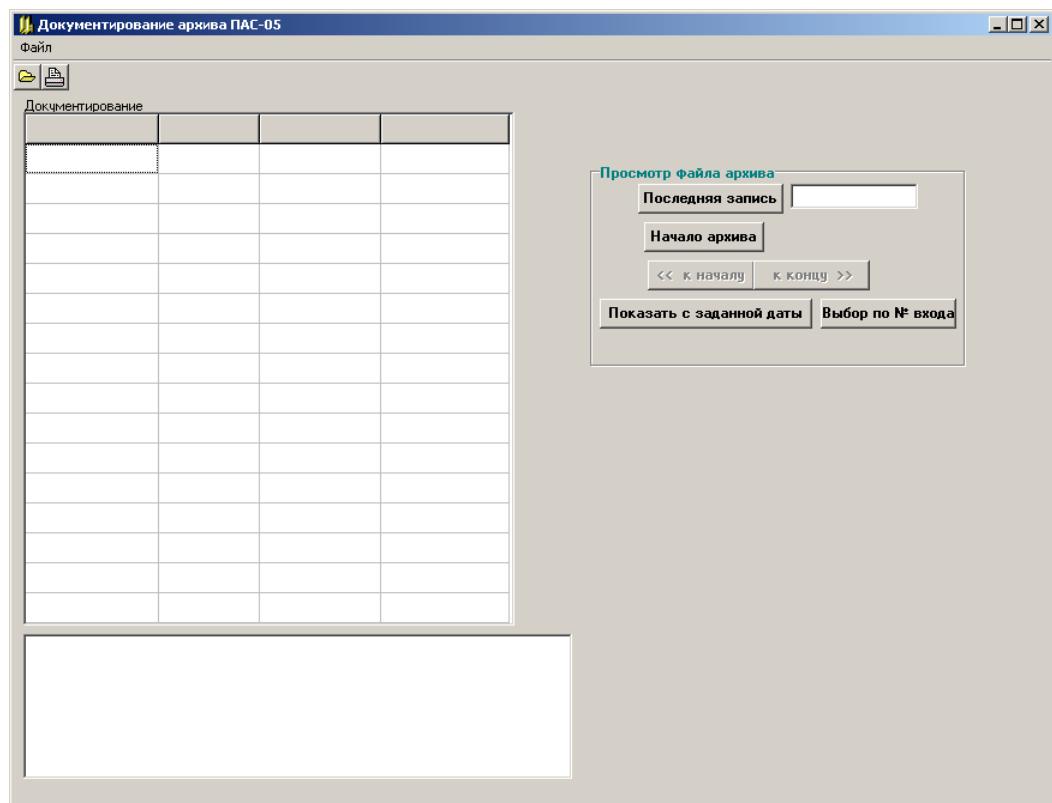 Документирование архива ПАС-05
Файл
Документирование
Просмотр файла архива
Последняя запись
Начало архива
<< к началу к концу >>
Показать с заданной даты Выбор по № входа